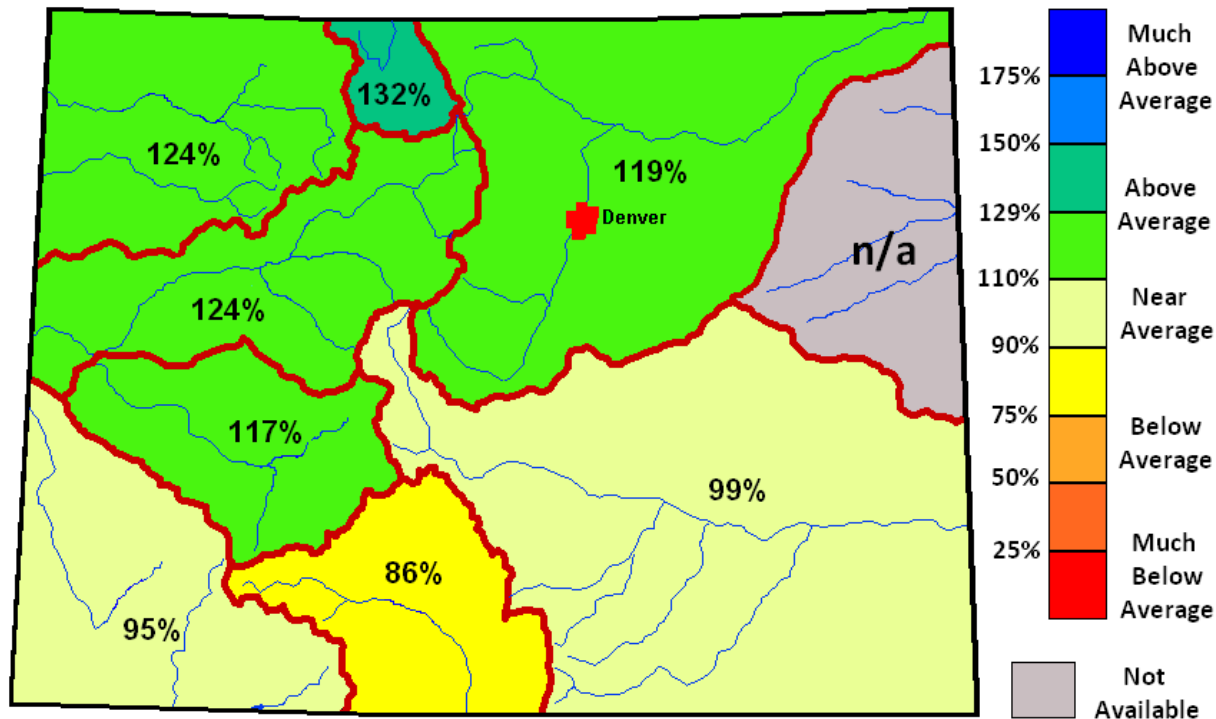 132%
124%
119%
Denver
n/a
124%
117%
99%
86%
95%
175%
150%
129%
110%
90%
75%
50%
25%
Much
Above
Average
Above
Average
Near
Average
Below
Average
Much
Below
Average
Not
Available